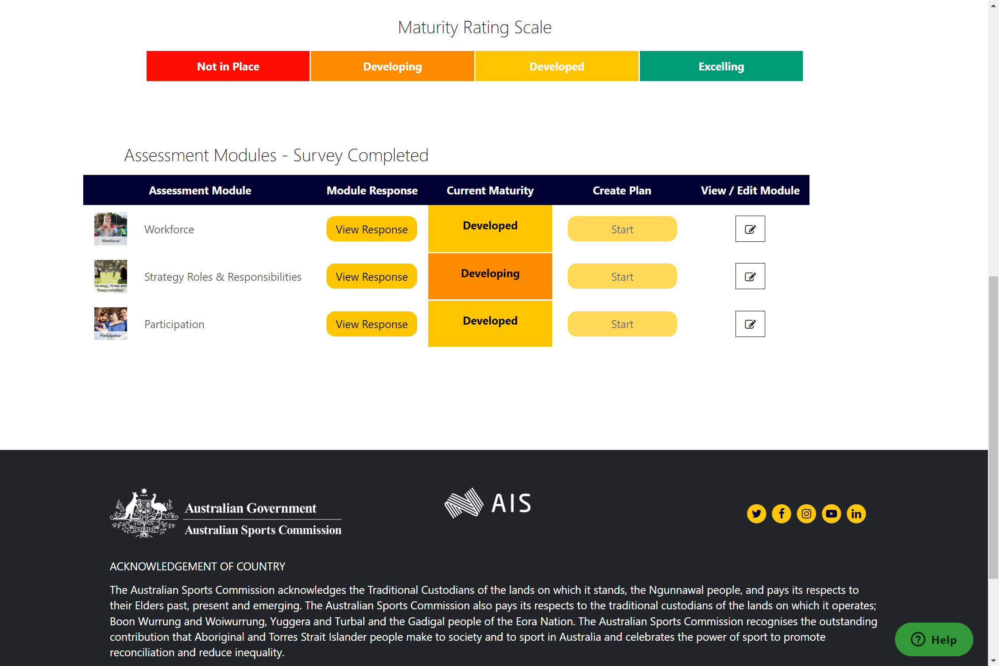 Maturity Rating Scale
Not in Place Developing Developed Excelling
Assessment Modules - Survey Completed
Assessment Module Module Response Current Maturity Create Plan View / Edit Module
Workforce*
Workforce View Response Developed Start
Strategy, Roles and
Responsibilities*
Strategy Roles & Responsibilities View Response Developing Start
Participation
Participation View Response Developed Start
Australian Government
Australian Sports Commission
AUSTRALIA
AIS
ACKNOWLEDGEMENT OF COUNTRY
The Australian Sports Commission acknowledges the Traditional Custodians of the lands on which it stands, the Ngunnawal people, and pays its respects to
their Elders past, present and emerging. The Australian Sports Commission also pays its respects to the traditional custodians of the lands on which it operates;
Boon Wurrung and Woiwurrung, Yuggera and Turbal and the Gadigal people of the Eora Nation. The Australian Sports Commission recognises the outstanding
contribution that Aboriginal and Torres Strait Islander people make to society and to sport in Australia and celebrates the power of sport to promote
reconciliation and reduce inequality.
Help